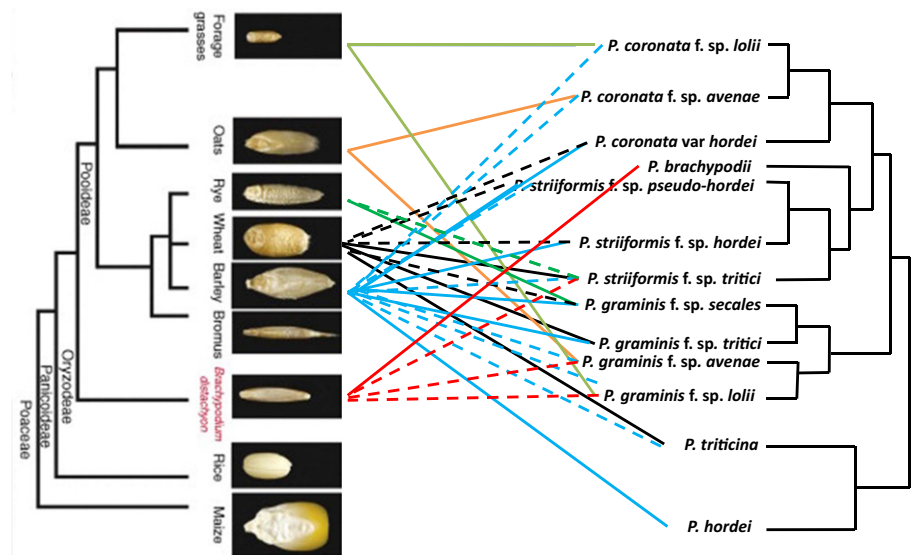 Forage
grasses
Oats
Rye
Wheat
Barley
Bromus
Brachypodium
distachyon
Rice
Maize
Pooideae
Oryzodeae
Panicoideae
Poaceae
P. coronata f. sp. lolii
P. coronata f. sp. avenae
P. coronata var hordei
P. brachypodii
P. striiformis f. sp. pseudo-hordei
P. striiformis f. sp. hordei
P. striiformis f. sp. tritici
P. graminis f. sp. secales
P. graminis f. sp. tritici
P. graminis f. sp. avenae
P. graminis f. sp. lolii
P. triticina
P. hordei